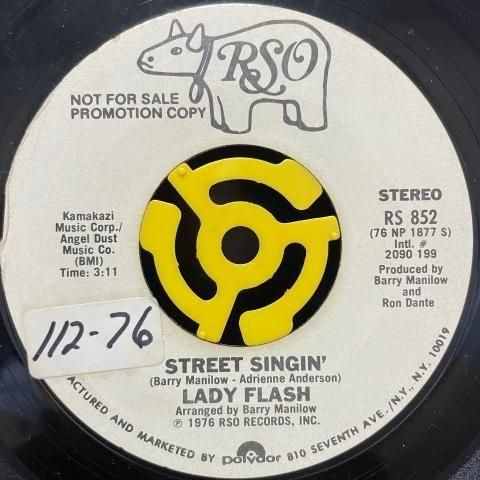 RSO
NOT FOR SALE
PROMOTION COPY
Kamakazi
Music Corp./
Angel Dust
Music Co.
(BMI)
Time: 3:11
STEREO
RS 852
(76 NP 1877 S)
Intl. #
2090 199
Produced by
Barry Manilow
and
Ron Dante
112-76
STREET SINGIN'
(Barry Manilow - Adrienne Anderson)
LADY FLASH
Arranged by Barry Manilow
℗ 1976 RSO RECORDS, INC.
ACTURED AND MARKETED BY polydor 810 SEVENTH AVE./N.Y., N.Y. 10019